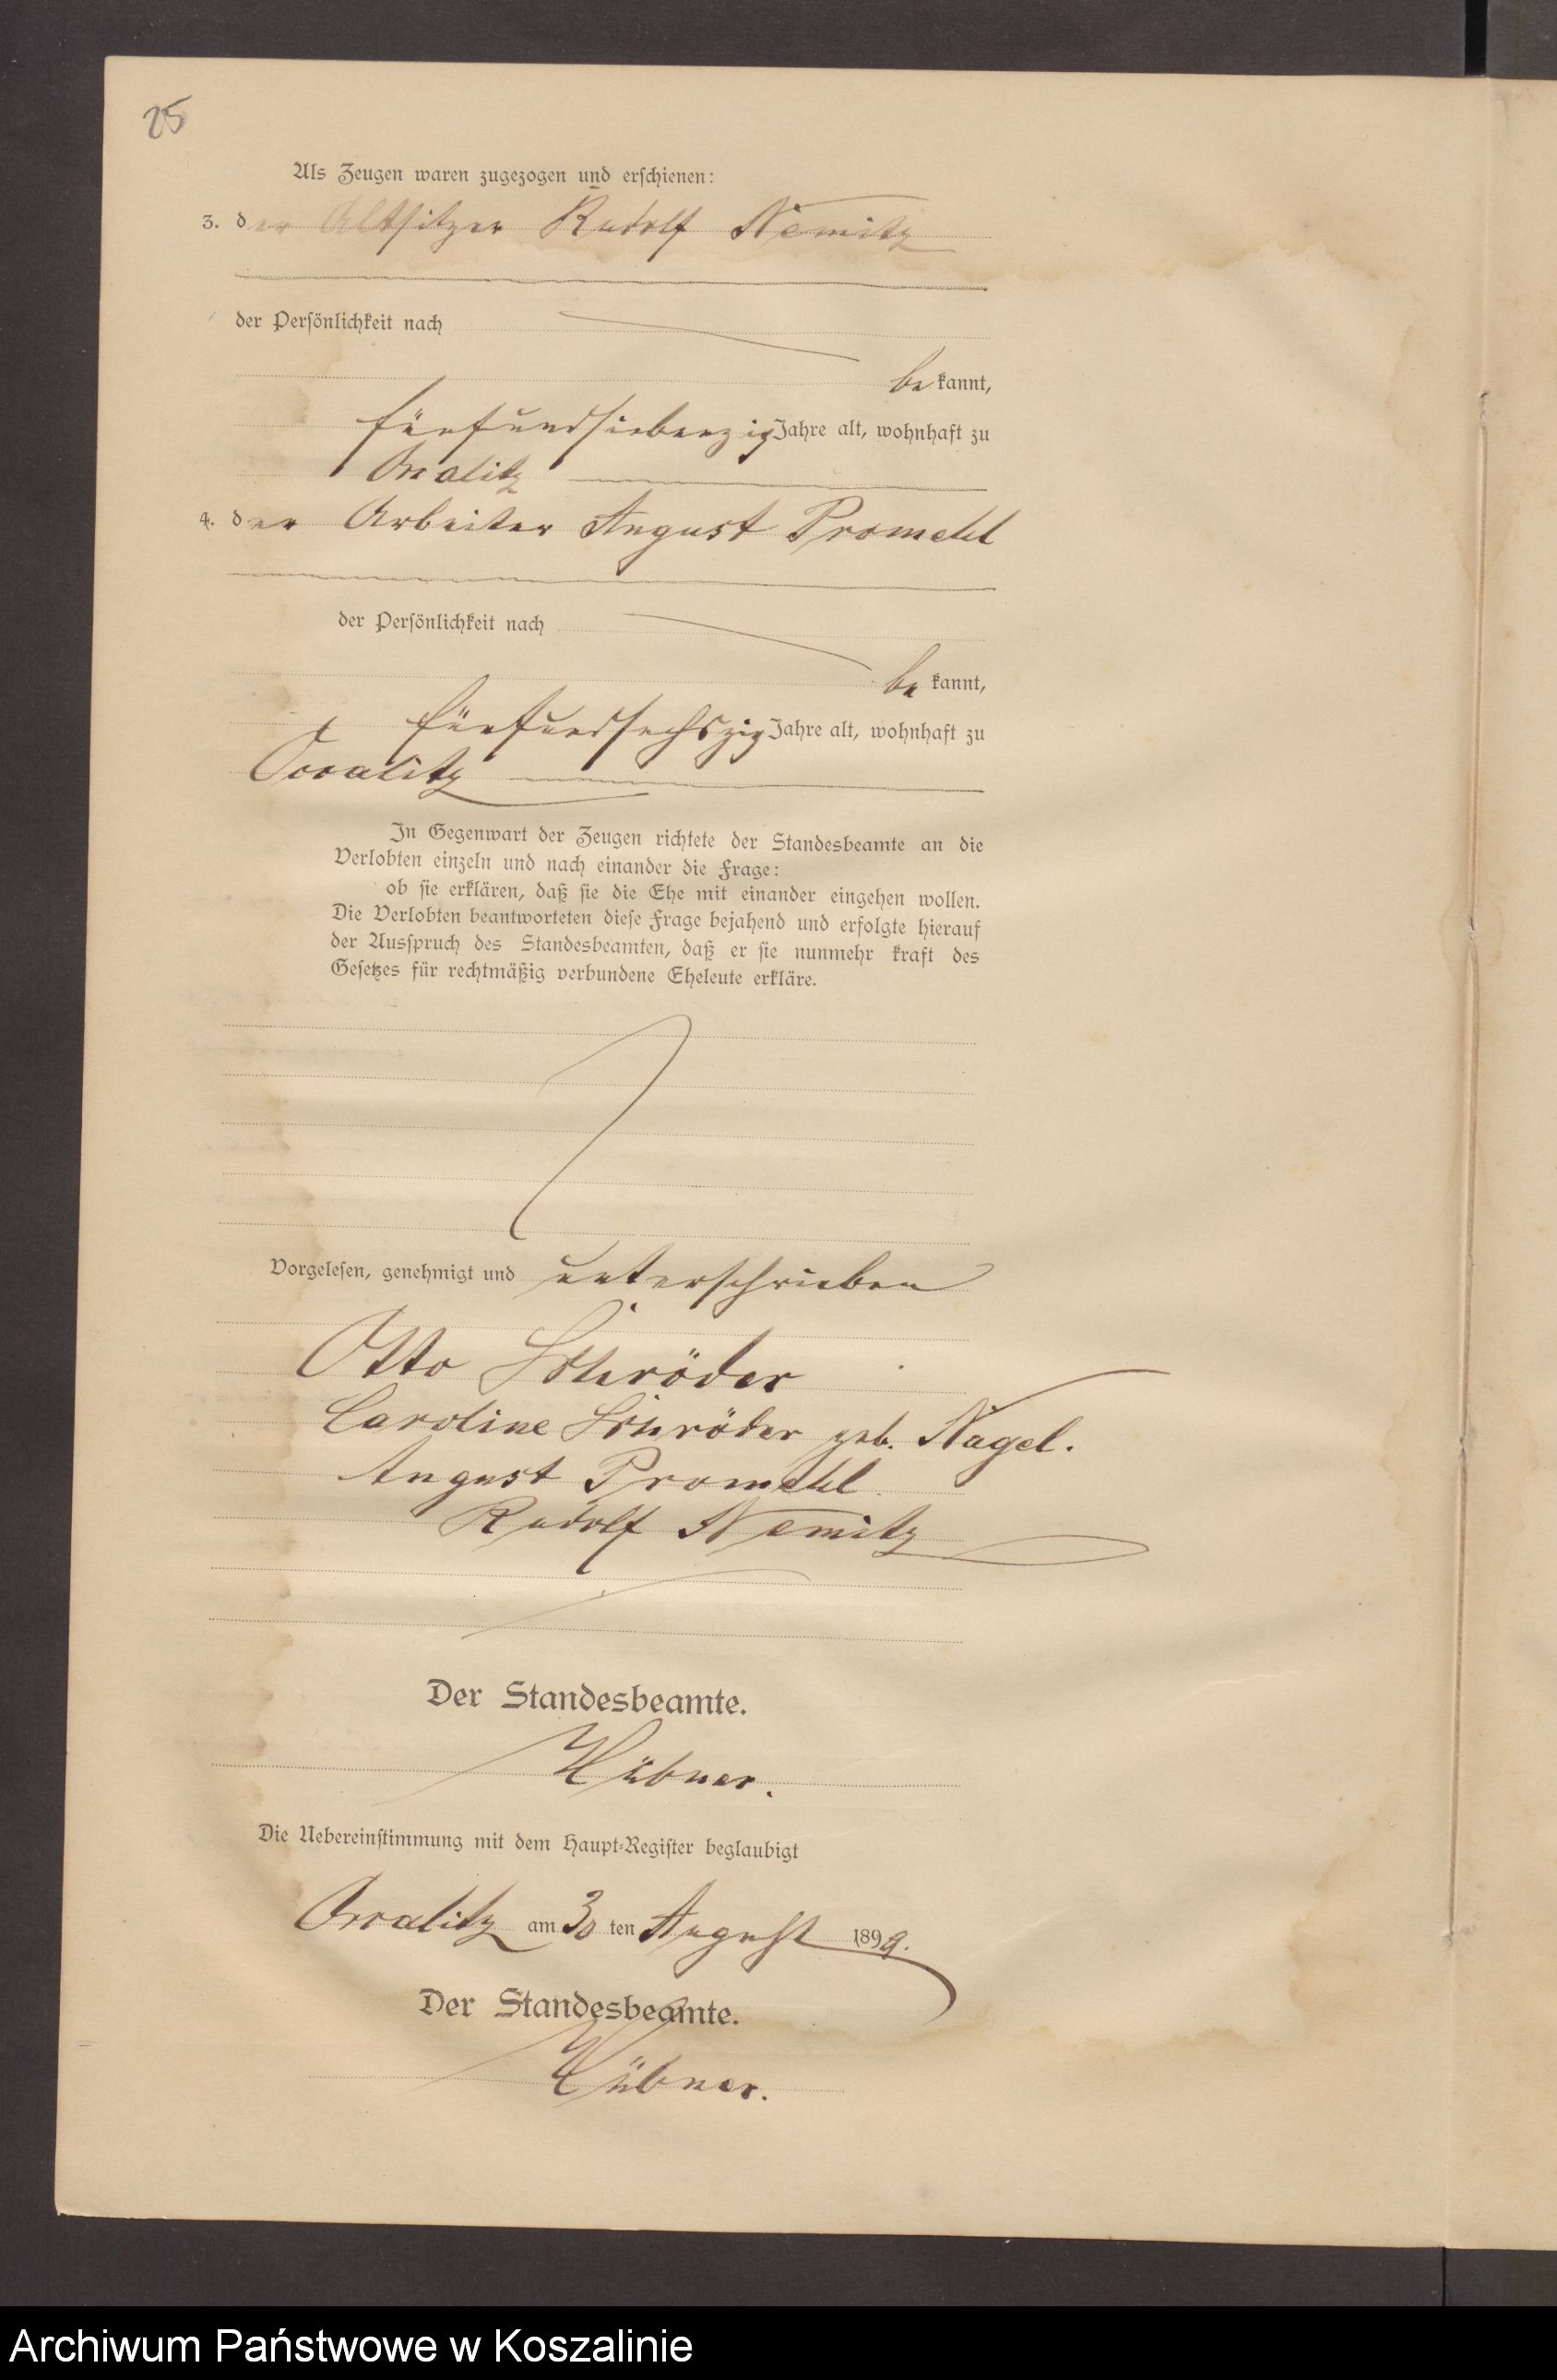 25
Als Zeugen waren zugezogen und erschienen:
3. der Altsitzer Rudolf Nemitz
der Persönlichkeit nach
bekannt,
fünfundsiebenzig Jahre alt, wohnhaft zu
4. der Arbeiter August Promehl
der Persönlichkeit nach
bekannt,
fünfundsechszig Jahre alt, wohnhaft zu
In Gegenwart der Zeugen richtete der Standesbeamte an die
Verlobten einzeln und nach einander die Frage:
ob sie erklären, daß sie die Ehe mit einander eingehen wollen.
Die Verlobten beantworteten diese Frage bejahend und erfolgte hierauf
der Ausspruch des Standesbeamten, daß er sie nunmehr kraft des
Gesetzes für rechtmäßig verbundene Eheleute erkläre.
Vorgelesen, genehmigt und unterschrieben
Otto Schröder
Caroline Schröder geb. Nagel.
August Promehl
Rudolf Nemitz
Der Standesbeamte.
Hübner.
Die Uebereinstimmung mit dem Haupt-Register beglaubigt
am 30 ten August 1899.
Der Standesbeamte.
Hübner.
Archiwum Państwowe w Koszalinie